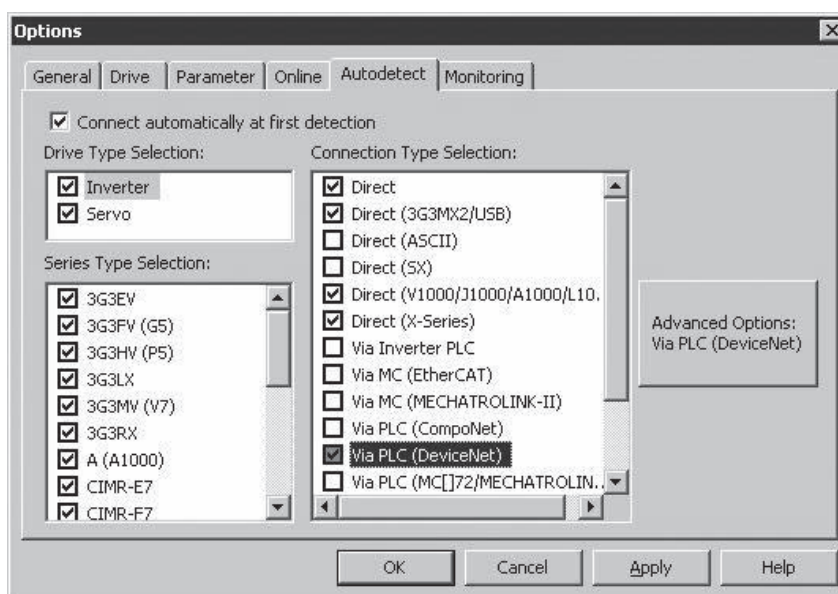 Options
General Drive Parameter Online Autodetect Monitoring
Connect automatically at first detection
Drive Type Selection:
Inverter
Servo
Series Type Selection:
3G3EV
3G3FV (G5)
3G3HV (P5)
3G3LX
3G3MV (V7)
3G3RX
A (A1000)
CIMR-E7
CIMR-F7
Connection Type Selection:
Direct
Direct (3G3MX2/USB)
Direct (ASCII)
Direct (SX)
Direct (V1000/J1000/A1000/L10.
Direct (X-Series)
Via Inverter PLC
Via MC (EtherCAT)
Via MC (MECHATROLINK-II)
Via PLC (CompoNet)
Via PLC (DeviceNet)
Via PLC (MC[]72/MECHATROLIN..
Advanced Options:
Via PLC (DeviceNet)
OK Cancel Apply Help